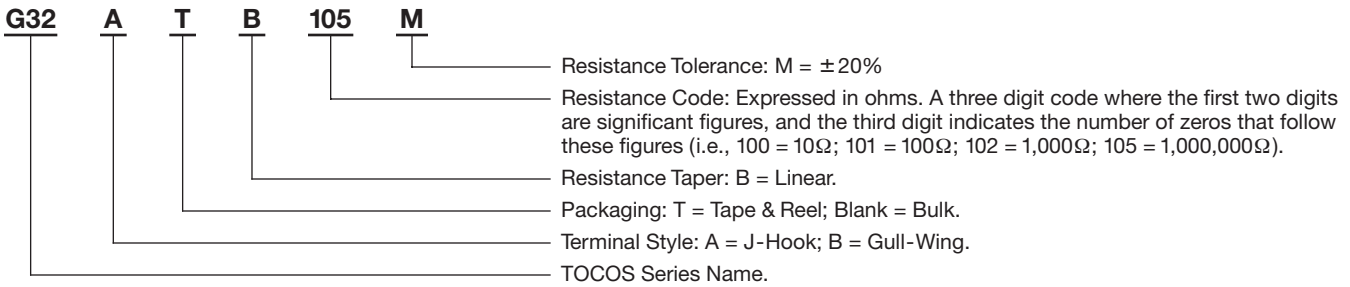 G32 A T B 105 M
Resistance Tolerance: M = ±20%
Resistance Code: Expressed in ohms. A three digit code where the first two digits
are significant figures, and the third digit indicates the number of zeros that follow
these figures (i.e., 100 = 10Ω; 101 = 100Ω; 102 = 1,000Ω; 105 = 1,000,000Ω).
Resistance Taper: B = Linear.
Packaging: T = Tape & Reel; Blank = Bulk.
Terminal Style: A = J-Hook; B = Gull-Wing.
TOCOS Series Name.